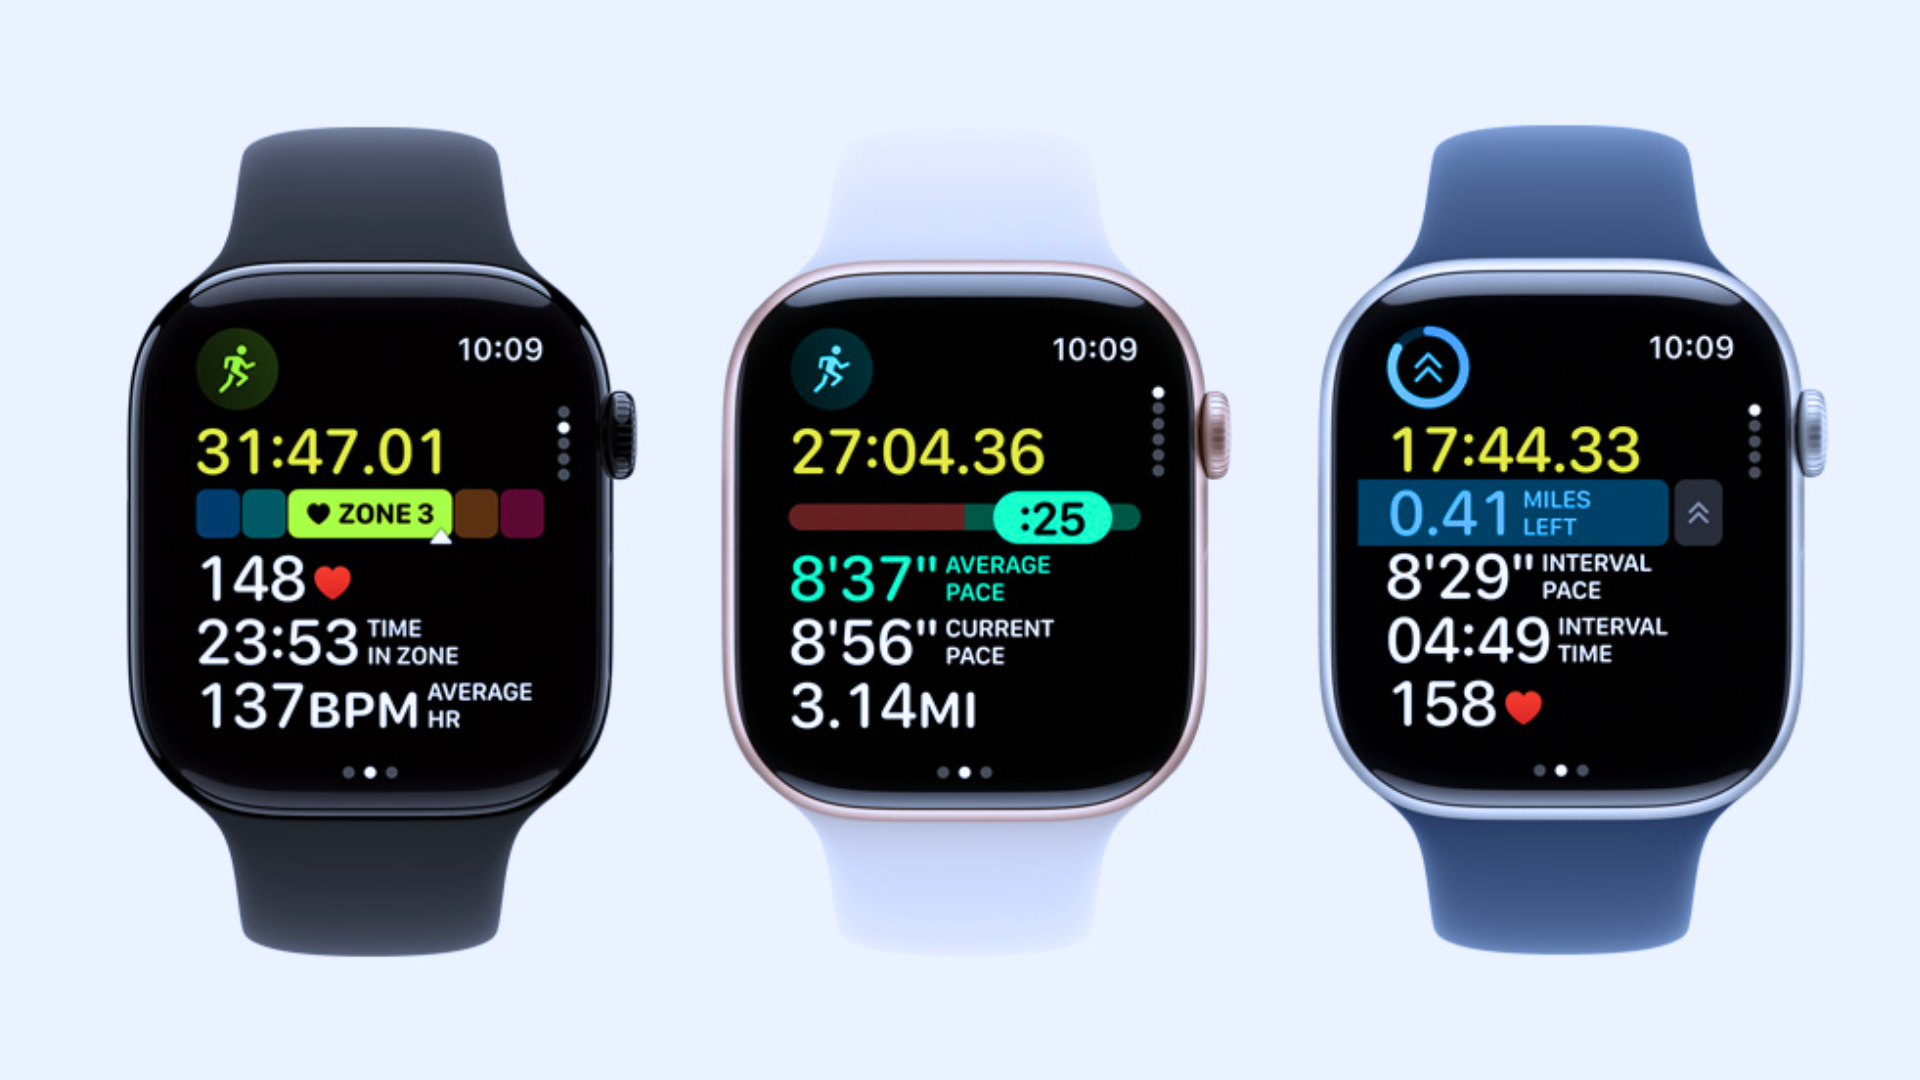 10:09
31:47.01
ZONE 3
148
23:53 TIME
IN ZONE
137BPM AVERAGE
HR
10:09
27:04.36
:25
8'37" AVERAGE
PACE
8'56" CURRENT
PACE
3.14MI
10:09
17:44.33
0.41 MILES
LEFT
8'29" INTERVAL
PACE
04:49 INTERVAL
TIME
158